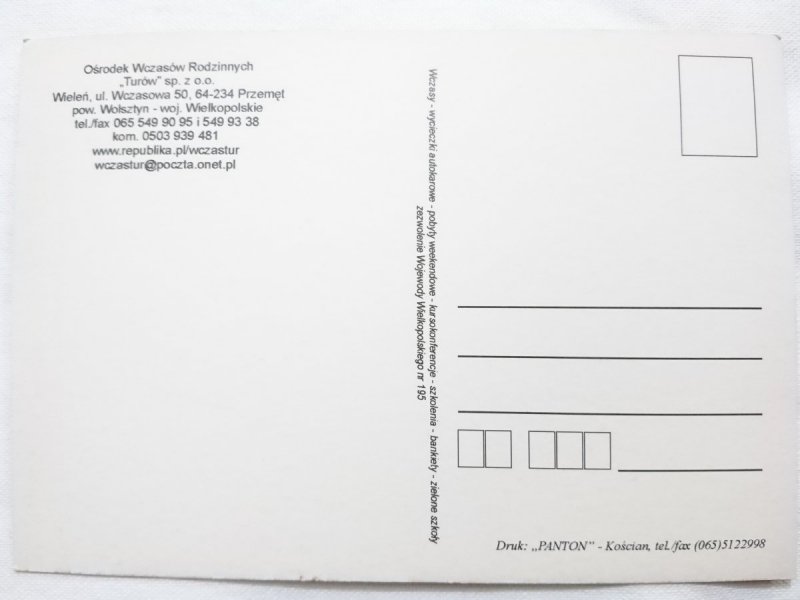 Ośrodek Wczasów Rodzinnych
„Turów" sp. z o.o.
Wieleń, ul. Wczasowa 50, 64-234 Przemęt
pow. Wolsztyn - woj. Wielkopolskie
tel./fax 065 549 90 95 i 549 93 38
kom. 0503 939 481
www.republika.pl/wczastur
wczastur@poczta.onet.pl
Wczasy - wycieczki autokarowe - pobyty weekendowe - kursokonferencje - szkolenia - bankiety - zielone szkoły
zezwolenie Wojewody Wielkopolskiego nr 195
Druk: „PANTON" - Kościan, tel./fax (065)5122998